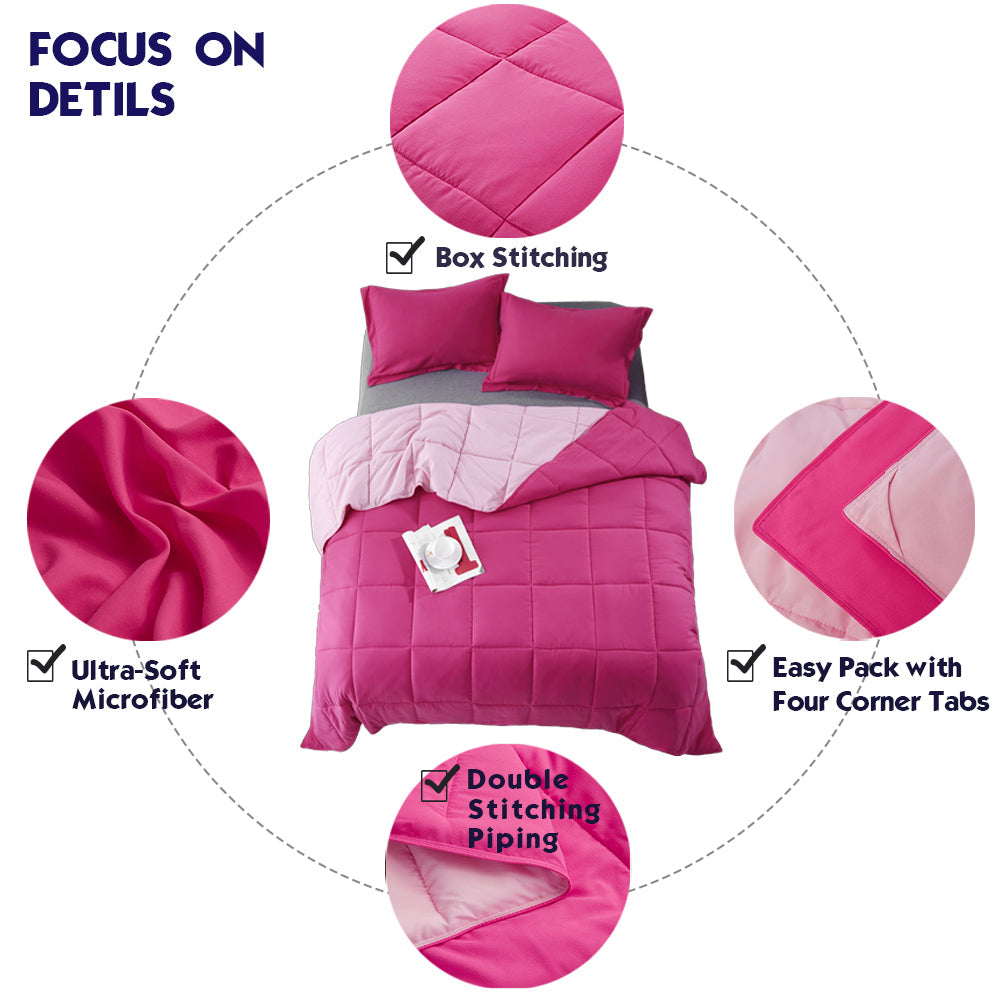 FOCUS ON
DETILS
Box Stitching
Ultra-Soft
Microfiber
Easy Pack with
Four Corner Tabs
Double
Stitching
Piping